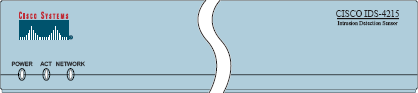 CISCO SYSTEMS
CISCO IDS-4215
Intrusion Detection Sensor
POWER ACT NETWORK